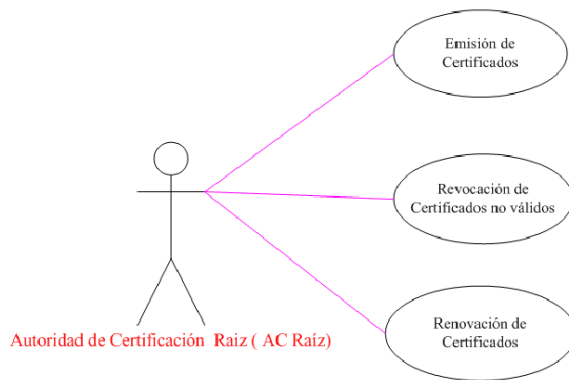 Emisión de
Certificados
Revocación de
Certificados no válidos
Renovación de
Certificados
Autoridad de Certificación Raiz ( AC Raíz)